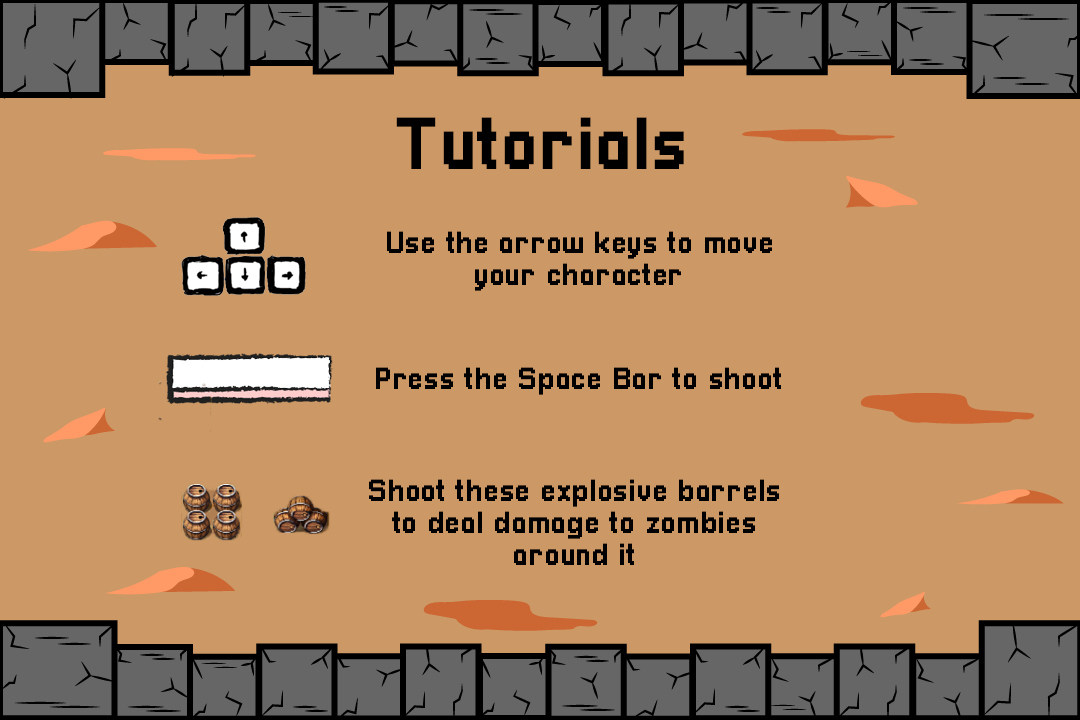 Tutorials
↑
← ↓ →
Use the arrow keys to move
your character
Press the Space Bar to shoot
Shoot these explosive barrels
to deal damage to zombies
around it